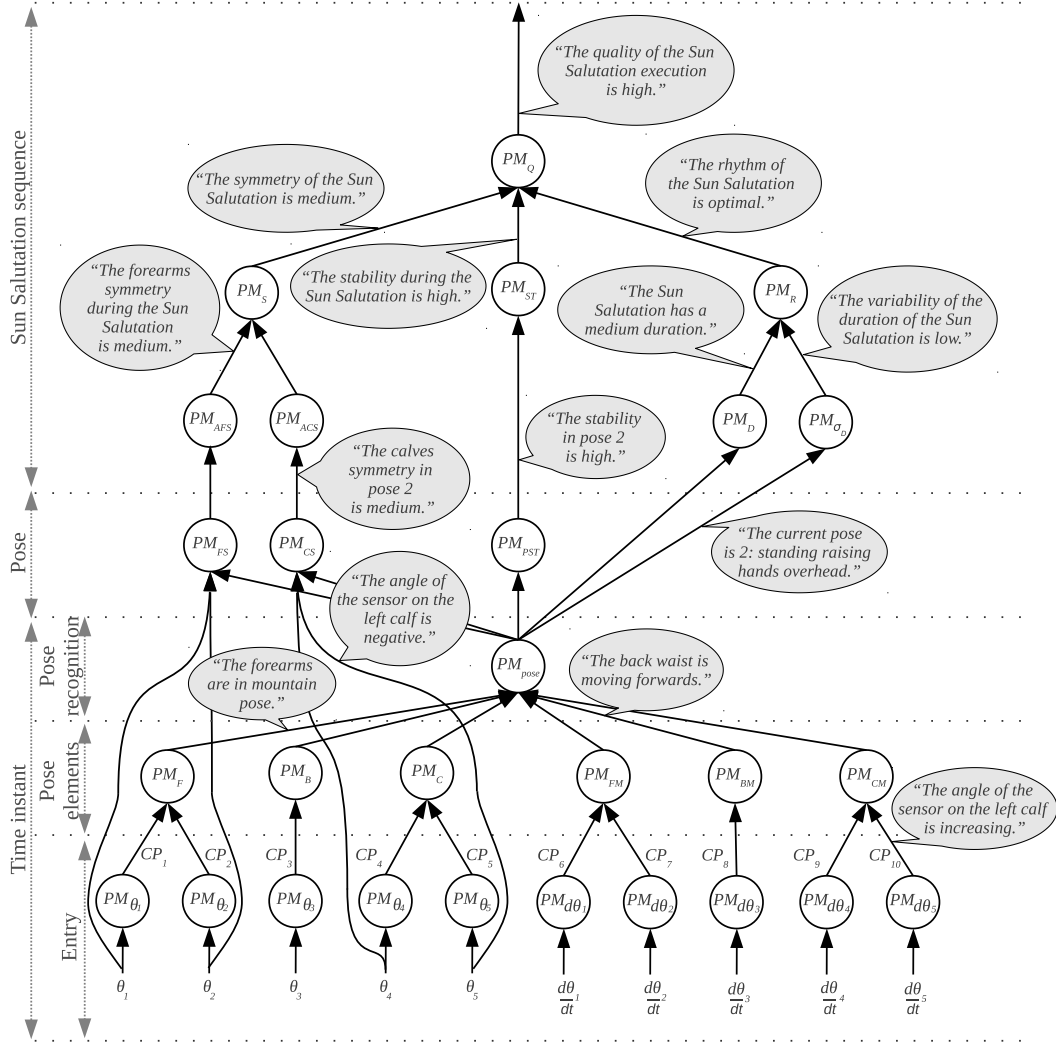 “The quality of the Sun
Salutation execution
is high.”
PM_Q
“The symmetry of the Sun
Salutation is medium.”
“The rhythm of
the Sun Salutation
is optimal.”
Sun Salutation sequence
“The forearms
symmetry
during the Sun
Salutation
is medium.”
PM_S
“The stability during the
Sun Salutation is high.”
PM_ST
“The Sun
Salutation has a
medium duration.”
PM_R
“The variability of the
duration of the Sun
Salutation is low.”
PM_AFS
PM_ACS
“The stability
in pose 2
is high.”
PM_D
PM_σ_D
“The calves
symmetry in
pose 2
is medium.”
Pose
PM_FS
PM_CS
PM_PST
“The current pose
is 2: standing raising
hands overhead.”
“The angle of
the sensor on the
left calf is
negative.”
Time instant
Pose
recognition
“The forearms
are in mountain
pose.”
PM_pose
“The back waist is
moving forwards.”
Pose
elements
PM_F
PM_B
PM_C
PM_FM
PM_BM
PM_CM
“The angle of the
sensor on the left calf
is increasing.”
CP_1
CP_2
CP_3
CP_4
CP_5
CP_6
CP_7
CP_8
CP_9
CP_10
Entry
PM_θ1
PM_θ2
PM_θ3
PM_θ4
PM_θ5
PM_dθ1
PM_dθ2
PM_dθ3
PM_dθ4
PM_dθ5
θ_1
θ_2
θ_3
θ_4
θ_5
dθ_1/dt
dθ_2/dt
dθ_3/dt
dθ_4/dt
dθ_5/dt